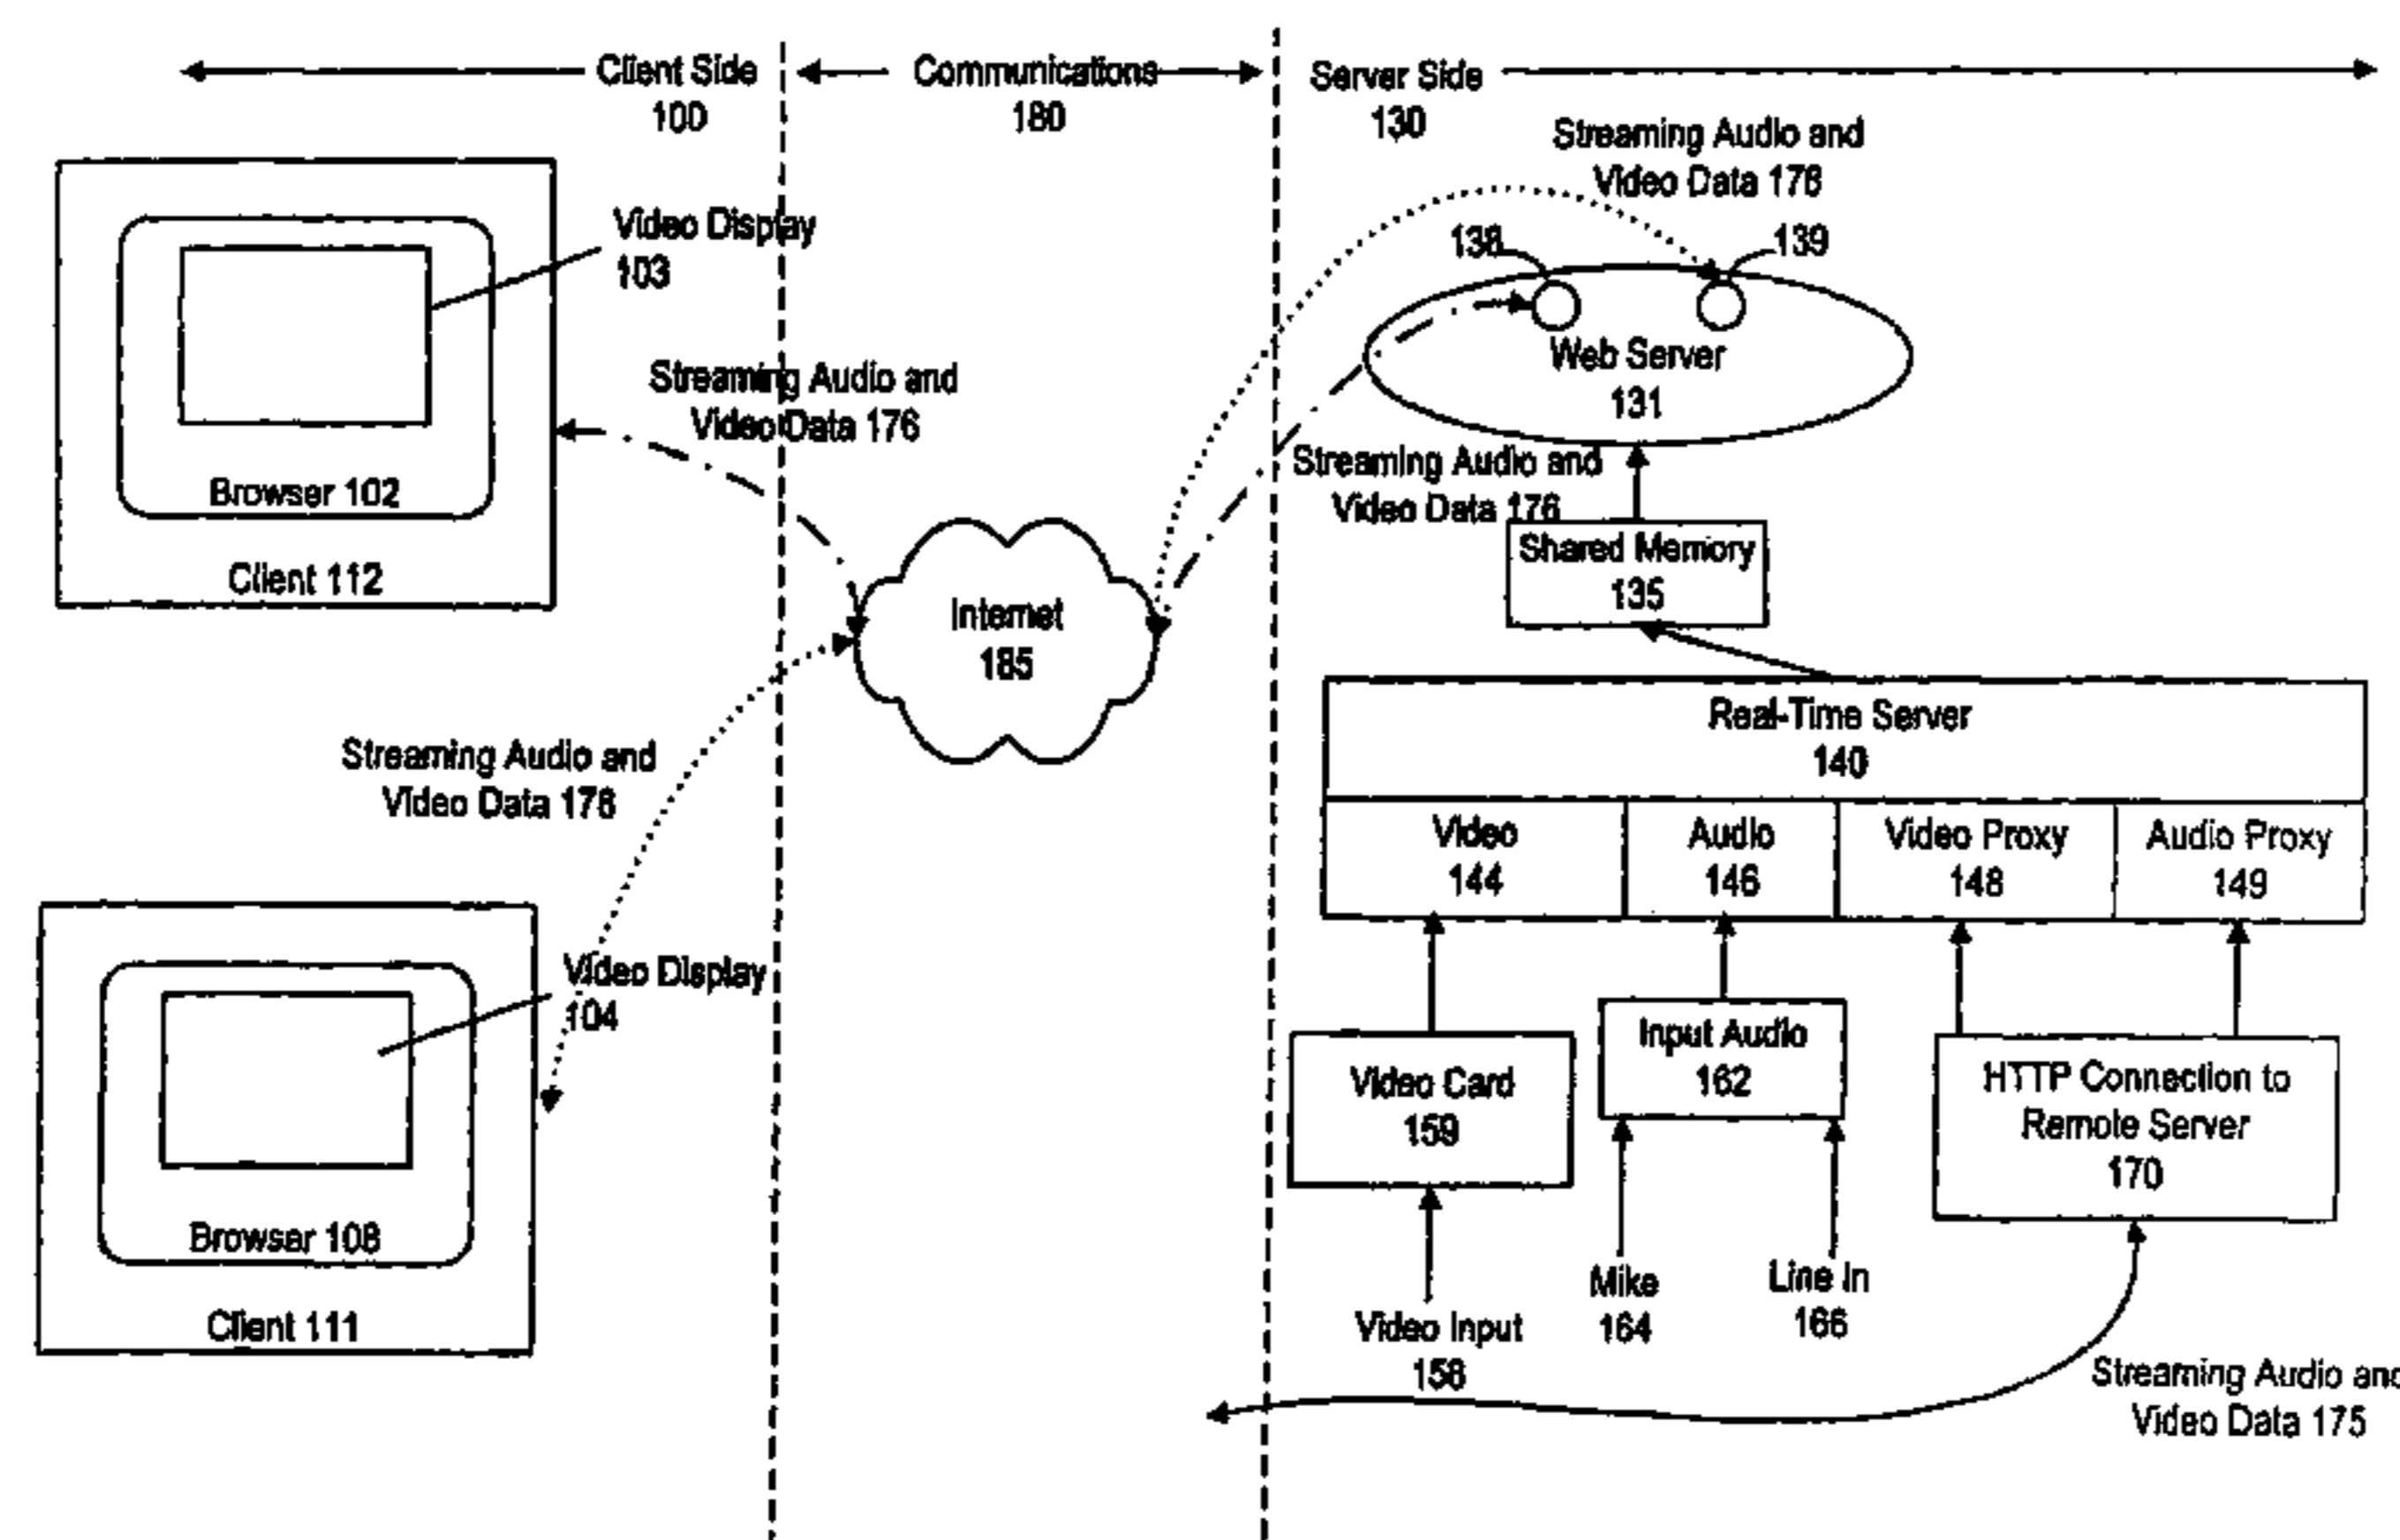 Client Side
100
Communications
180
Server Side
130
Streaming Audio and
Video Data 176
138
139
Video Display
103
Web Server
131
Streaming Audio and
Video Data 176
Browser 102
Client 112
Streaming Audio and
Video Data 176
Shared Memory
135
Internet
185
Real-Time Server
140
Streaming Audio and
Video Data 176
Video
144
Audio
146
Video Proxy
148
Audio Proxy
149
Video Display
104
Browser 108
Client 111
Video Card
159
Input Audio
162
HTTP Connection to
Remote Server
170
Video Input
158
Mike
164
Line In
166
Streaming Audio and
Video Data 175